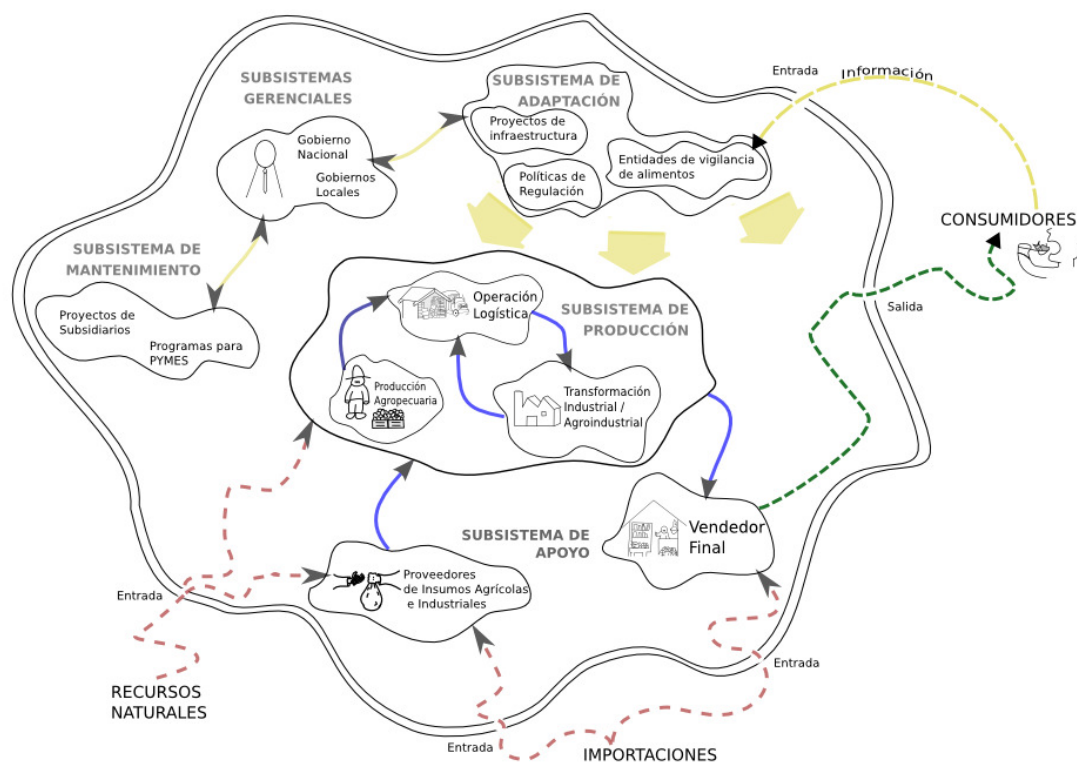 SUBSISTEMAS
GERENCIALES
Gobierno
Nacional
Gobiernos
Locales
SUBSISTEMA DE
ADAPTACIÓN
Proyectos de
infraestructura
Políticas de
Regulación
Entidades de vigilancia
de alimentos
Entrada
Información
CONSUMIDORES
Salida
SUBSISTEMA DE
MANTENIMIENTO
Proyectos de
Subsidiarios
Programas para
PYMES
Operación
Logística
SUBSISTEMA DE
PRODUCCIÓN
Producción
Agropecuaria
Transformación
Industrial /
Agroindustrial
SUBSISTEMA DE
APOYO
Vendedor
Final
Proveedores
de Insumos Agrícolas
e Industriales
Entrada
RECURSOS
NATURALES
Entrada
Entrada
IMPORTACIONES